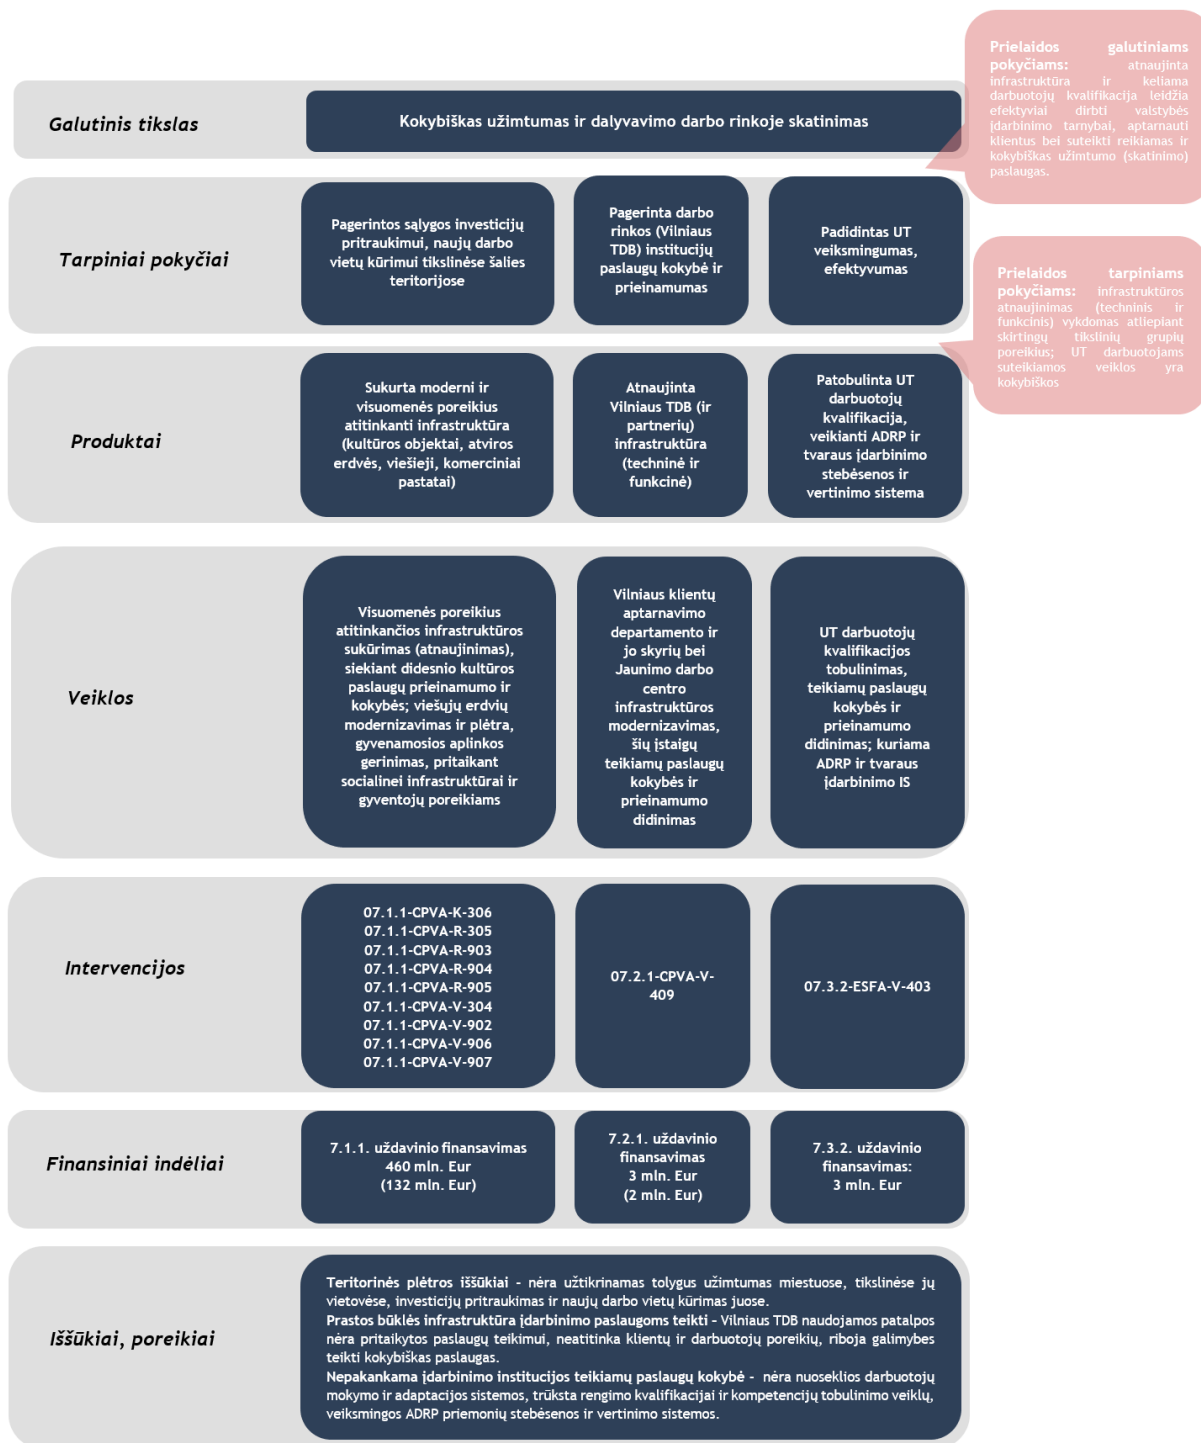 Prielaidos galutiniams
pokyčiams: atnaujinta
infrastruktūra ir keliama
darbuotojų kvalifikacija leidžia
efektyviai dirbti valstybės
įdarbinimo tarnybai, aptarnauti
klientus bei suteikti reikiamas ir
kokybiškas užimtumo (skatinimo)
paslaugas.
Galutinis tikslas
Kokybiškas užimtumas ir dalyvavimo darbo rinkoje skatinimas
Tarpiniai pokyčiai
Pagerintos sąlygos investicijų
pritraukimui, naujų darbo
vietų kūrimui tikslinėse šalies
teritorijose
Pagerinta darbo
rinkos (Vilniaus
TDB) institucijų
paslaugų kokybė ir
prieinamumas
Padidintas UT
veiksmingumas,
efektyvumas
Prielaidos tarpiniams
pokyčiams: infrastruktūros
atnaujinimas (techninis ir
funkcinis) vykdomas atliepiant
skirtingų tikslinių grupių
poreikius; UT darbuotojams
suteikiamos veiklos yra
kokybiškos
Produktai
Sukurta moderni ir
visuomenės poreikius
atitinkanti infrastruktūra
(kultūros objektai, atviros
erdvės, viešieji, komerciniai
pastatai)
Atnaujinta
Vilniaus TDB (ir
partnerių)
infrastruktūra
(techninė ir
funkcinė)
Patobulinta UT
darbuotojų
kvalifikacija,
veikianti ADRP ir
tvaraus įdarbinimo
stebėsenos ir
vertinimo sistema
Veiklos
Visuomenės poreikius
atitinkančios infrastruktūros
sukūrimas (atnaujinimas),
siekiant didesnio kultūros
paslaugų prieinamumo ir
kokybės; viešųjų erdvių
modernizavimas ir plėtra,
gyvenamosios aplinkos
gerinimas, pritaikant
socialinei infrastruktūrai ir
gyventojų poreikiams
Vilniaus klientų
aptarnavimo
departamento ir
jo skyrių bei
Jaunimo darbo
centro
infrastruktūros
modernizavimas,
šių įstaigų
teikiamų paslaugų
kokybės ir
prieinamumo
didinimas
UT darbuotojų
kvalifikacijos
tobulinimas,
teikiamų paslaugų
kokybės ir
prieinamumo
didinimas; kuriama
ADRP ir tvaraus
įdarbinimo IS
Intervencijos
07.1.1-CPVA-K-306
07.1.1-CPVA-R-305
07.1.1-CPVA-R-903
07.1.1-CPVA-R-904
07.1.1-CPVA-R-905
07.1.1-CPVA-V-304
07.1.1-CPVA-V-902
07.1.1-CPVA-V-906
07.1.1-CPVA-V-907
07.2.1-CPVA-V-
409
07.3.2-ESFA-V-403
Finansiniai indėliai
7.1.1. uždavinio finansavimas
460 mln. Eur
(132 mln. Eur)
7.2.1. uždavinio
finansavimas
3 mln. Eur
(2 mln. Eur)
7.3.2. uždavinio
finansavimas:
3 mln. Eur
Iššūkiai, poreikiai
Teritorinės plėtros iššūkiai - nėra užtikrinamas tolygus užimtumas miestuose, tikslinėse jų
vietovėse, investicijų pritraukimas ir naujų darbo vietų kūrimas juose.
Prastos būklės infrastruktūra įdarbinimo paslaugoms teikti – Vilniaus TDB naudojamos patalpos
nėra pritaikytos paslaugų teikimui, neatitinka klientų ir darbuotojų poreikių, riboja galimybes
teikti kokybiškas paslaugas.
Nepakankama įdarbinimo institucijos teikiamų paslaugų kokybė - nėra nuoseklios darbuotojų
mokymo ir adaptacijos sistemos, trūksta rengimo kvalifikacijai ir kompetencijų tobulinimo veiklų,
veiksmingos ADRP priemonių stebėsenos ir vertinimo sistemos.